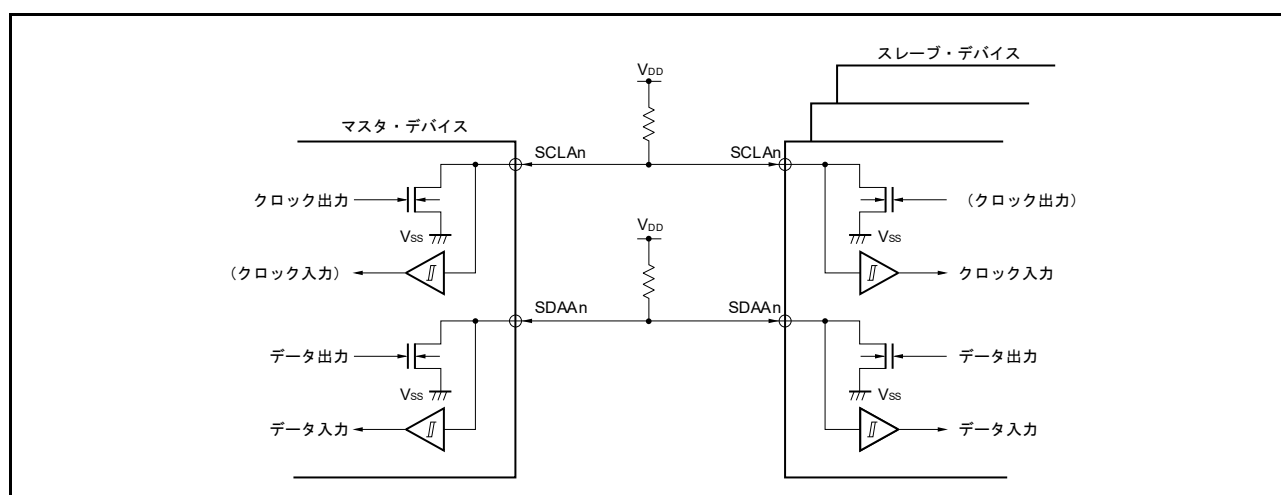 スレーブ・デバイス
VDD
マスタ・デバイス
SCLAn
SCLAn
クロック出力
(クロック出力)
VSS
VSS
VDD
(クロック入力)
クロック入力
SDAAn
SDAAn
データ出力
データ出力
VSS
VSS
データ入力
データ入力